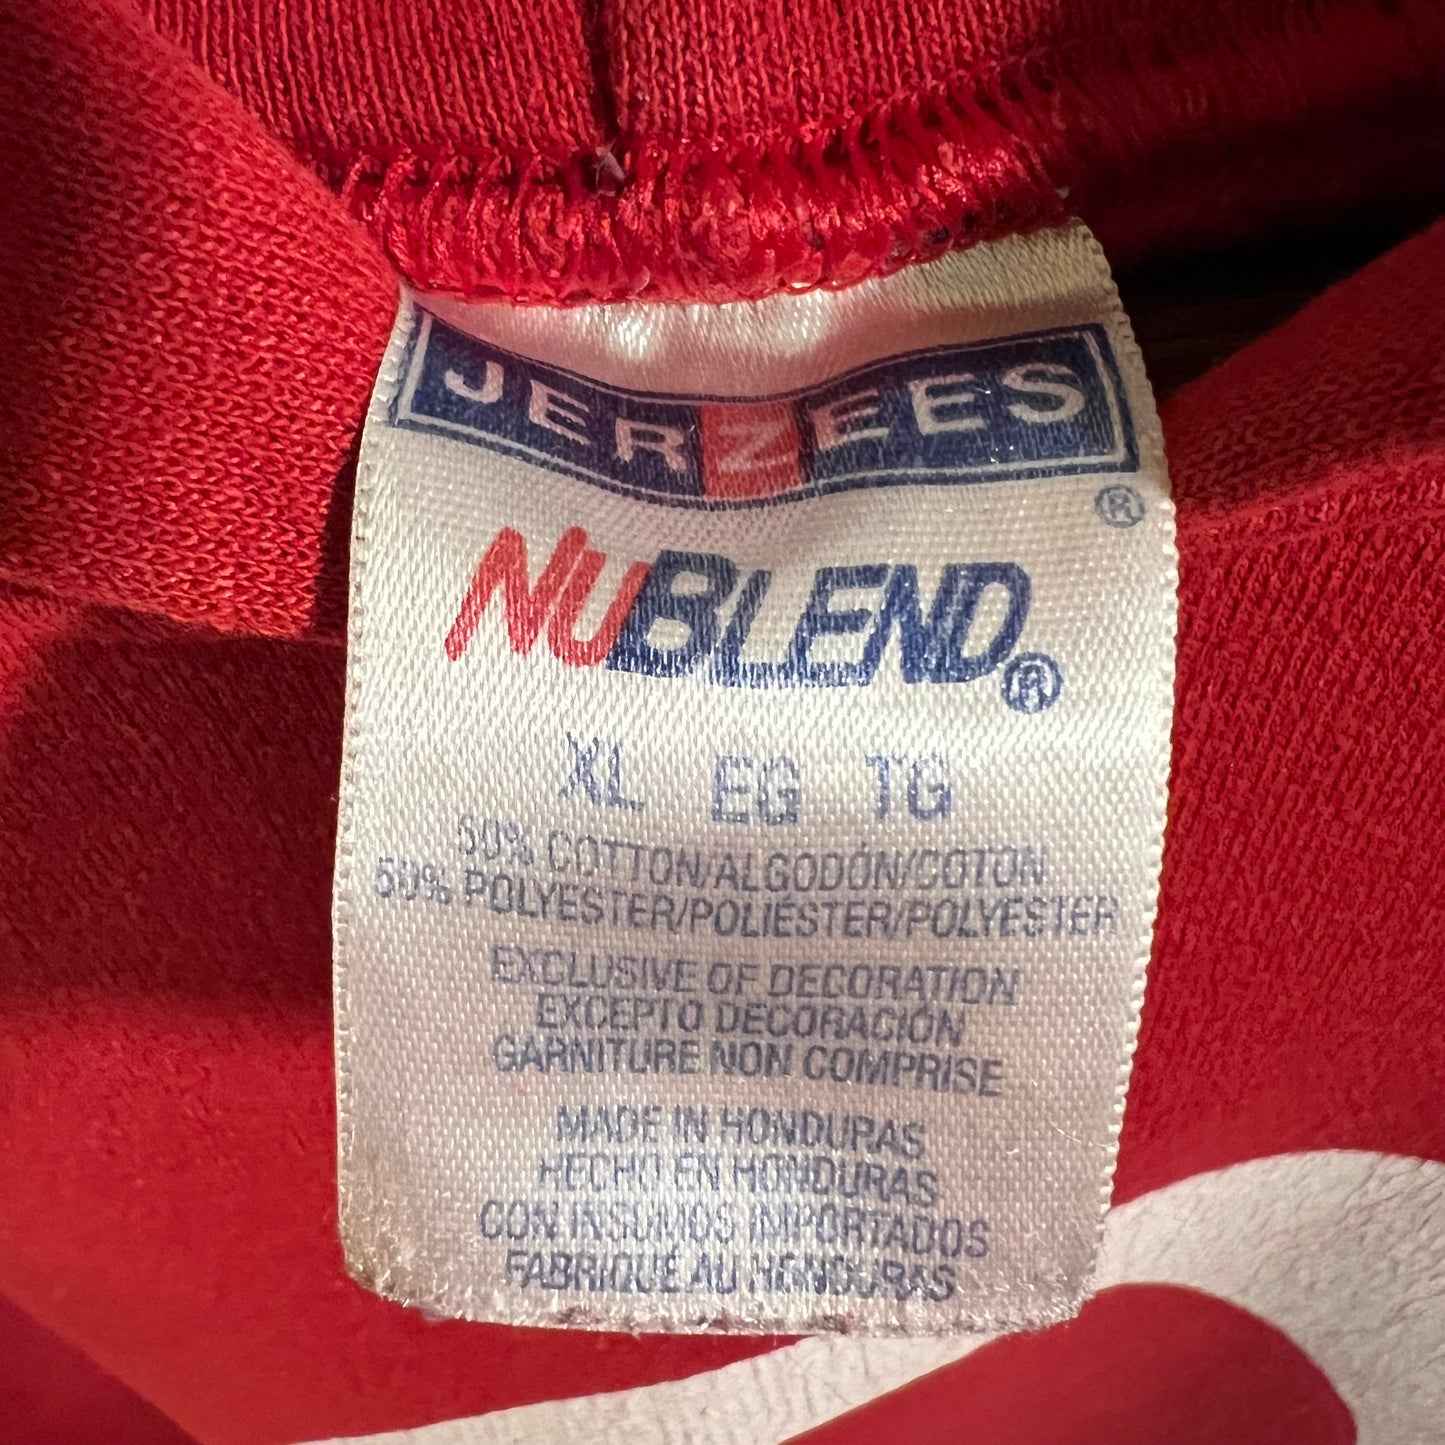 JERZEES
®
NUBLEND®
XL EG TG
50% COTTON/ALGODÓN/COTON
50% POLYESTER/POLIÉSTER/POLYESTER
EXCLUSIVE OF DECORATION
EXCEPTO DECORACIÓN
GARNITURE NON COMPRISE
MADE IN HONDURAS
HECHO EN HONDURAS
CON INSUMOS IMPORTADOS
FABRIQUÉ AU HONDURAS